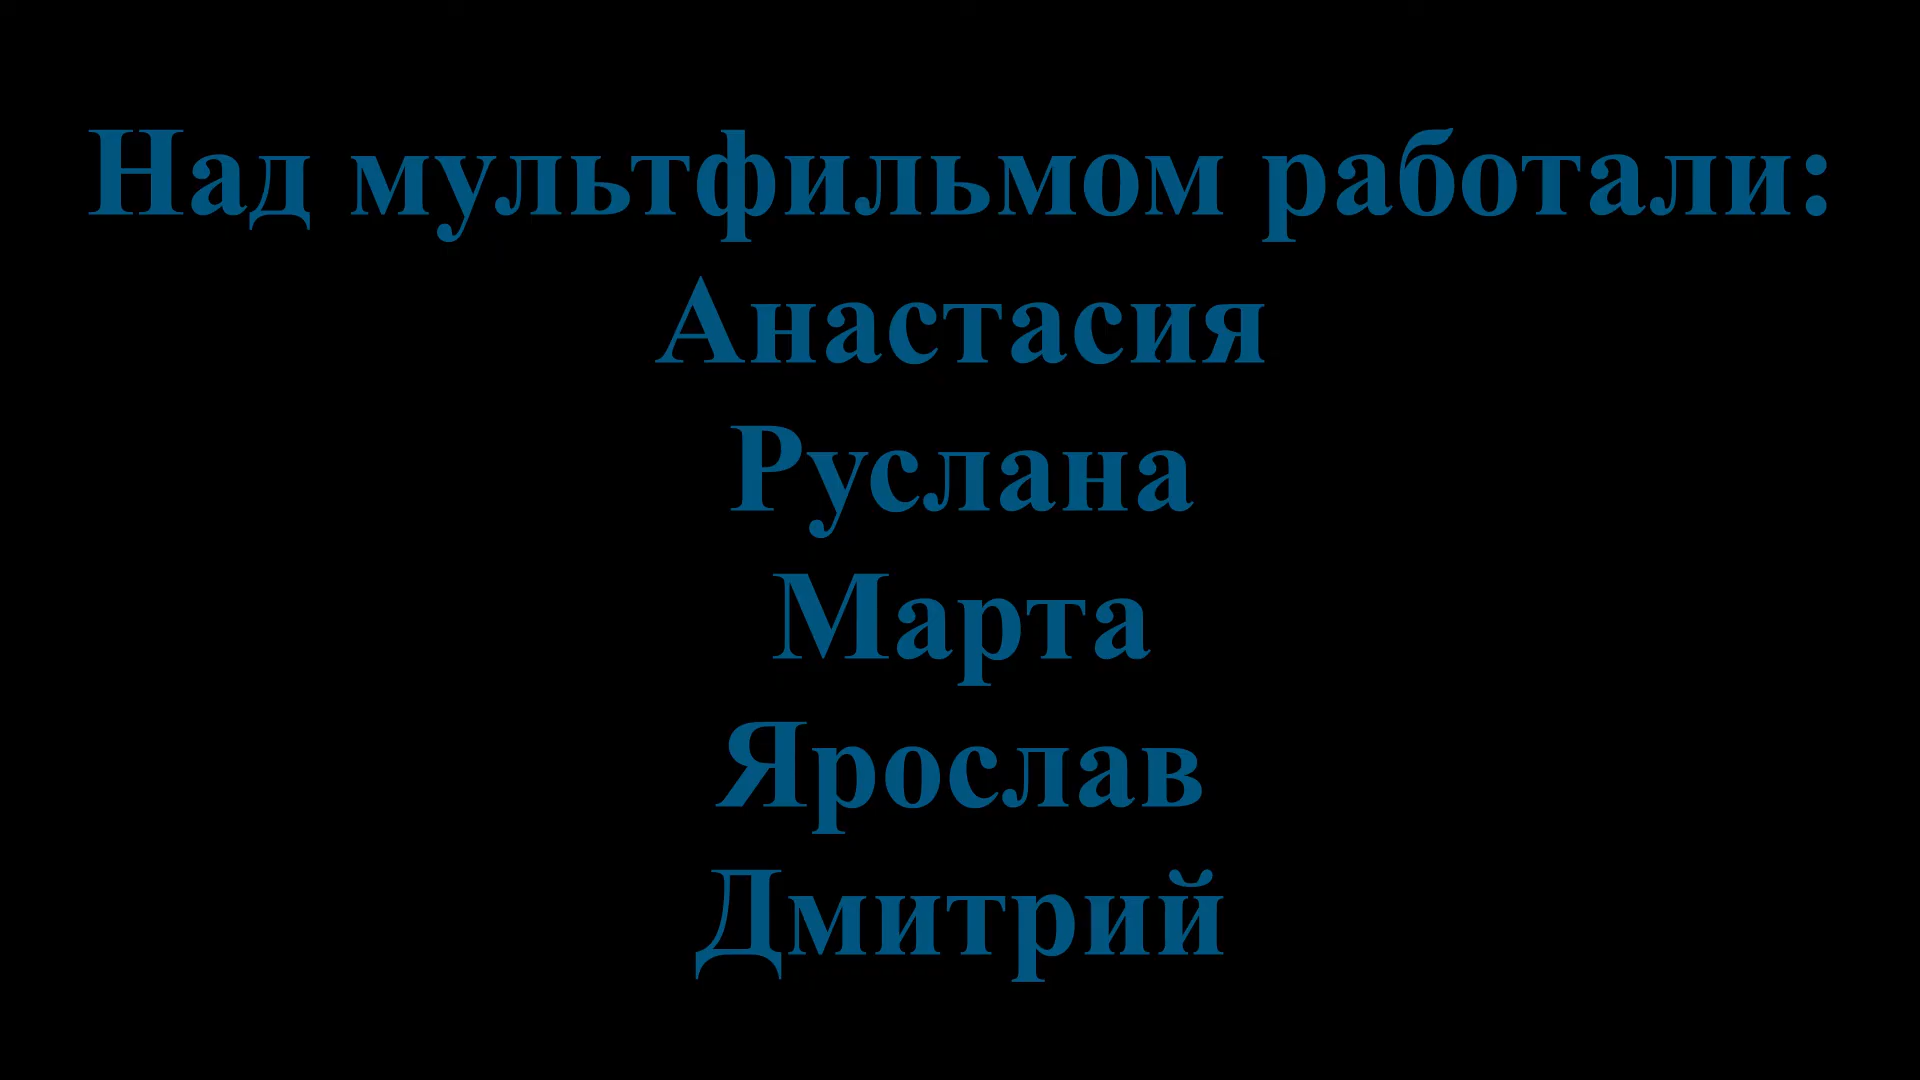 Над мультфильмом работали:
Анастасия
Руслана
Марта
Ярослав
Дмитрий